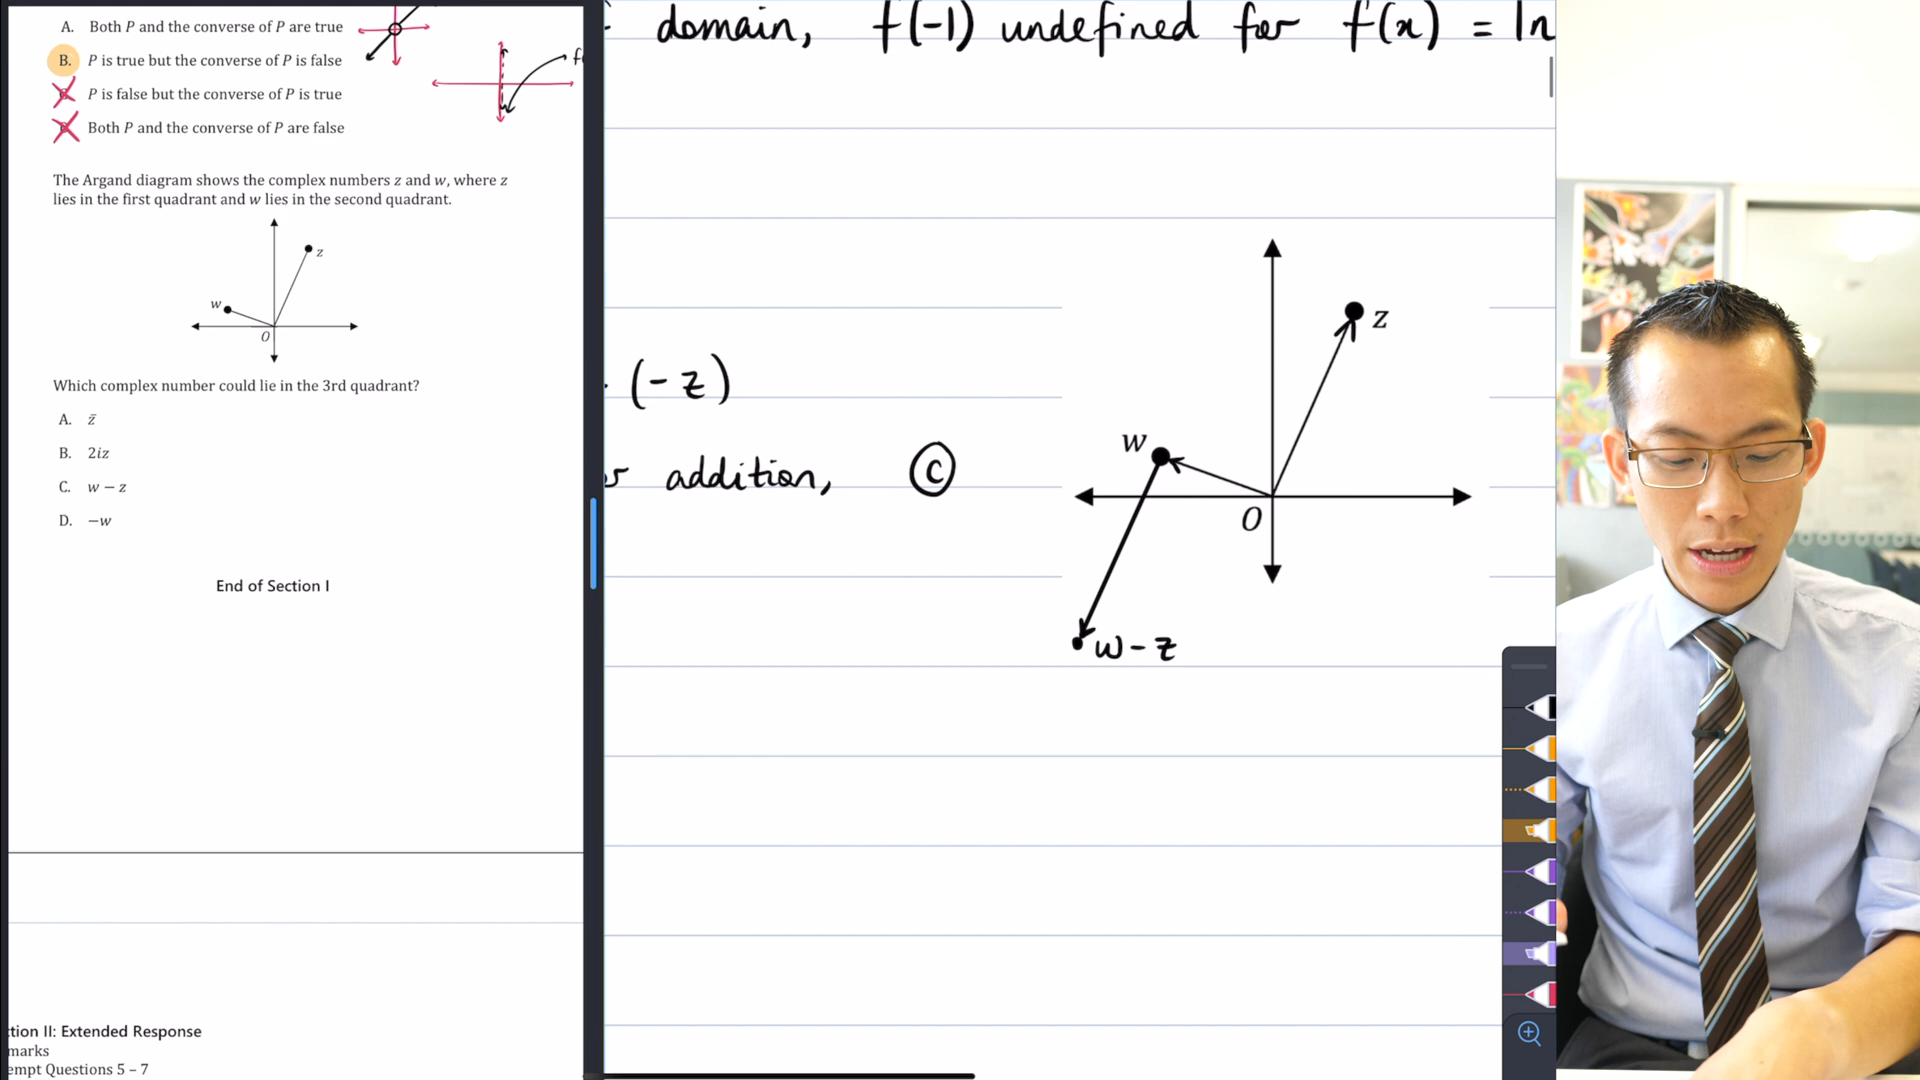 A. Both P and the converse of P are true
B. P is true but the converse of P is false
P is false but the converse of P is true
Both P and the converse of P are false
The Argand diagram shows the complex numbers z and w, where z
lies in the first quadrant and w lies in the second quadrant.
z
w
O
Which complex number could lie in the 3rd quadrant?
A. z̄
B. 2iz
C. w − z
D. −w
End of Section I
tion II: Extended Response
marks
empt Questions 5 – 7
domain, f(-1) undefined for f(x) = ln
(-z)
addition, C
z
w
O
w-z